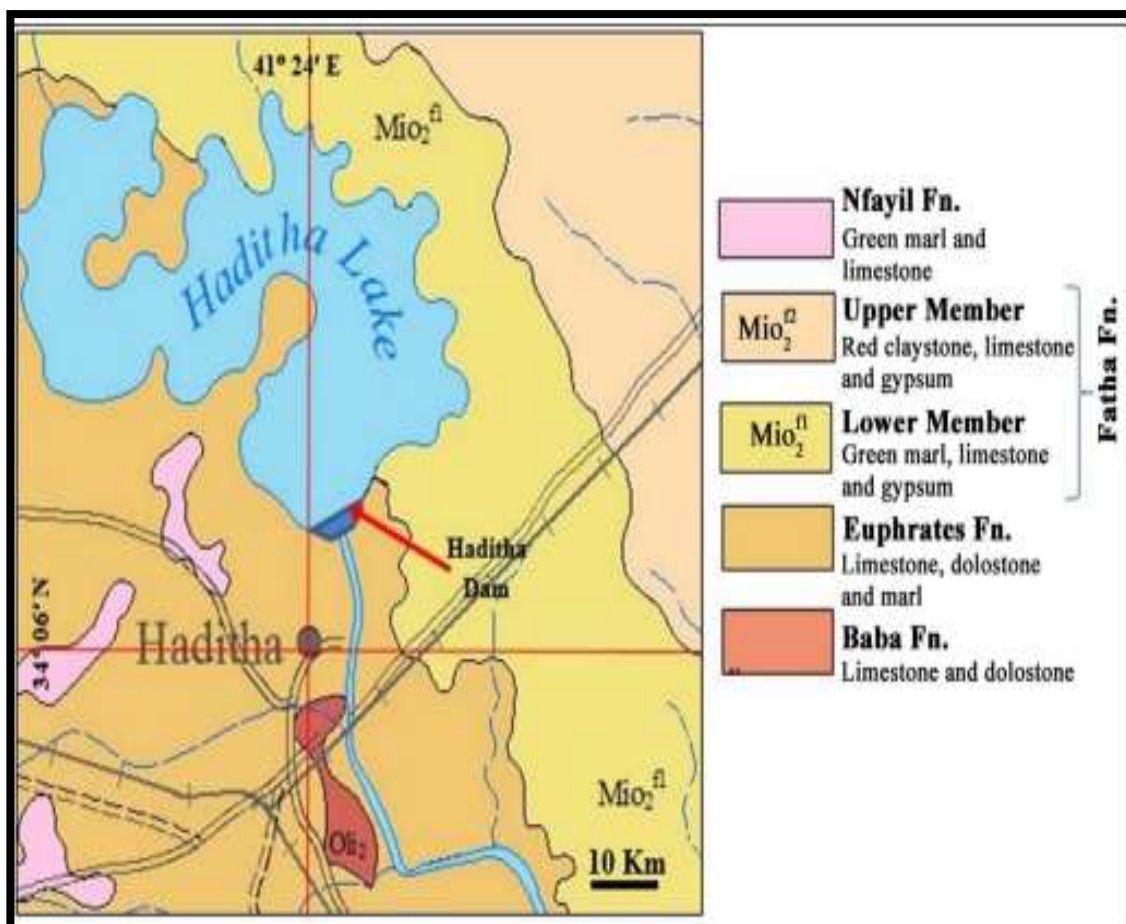 41° 24′ E
Mio₂ᶠ¹
Haditha Lake
Haditha
Dam
34° 06′ N
Haditha
Oli₂
Mio₂ᶠ¹
10 Km
Nfayil Fn.
Green marl and
limestone
Mio₂ᶠ²
Upper Member
Red claystone, limestone
and gypsum
Mio₂ᶠ¹
Lower Member
Green marl, limestone
and gypsum
Fatha Fn.
Euphrates Fn.
Limestone, dolostone
and marl
Baba Fn.
Limestone and dolostone